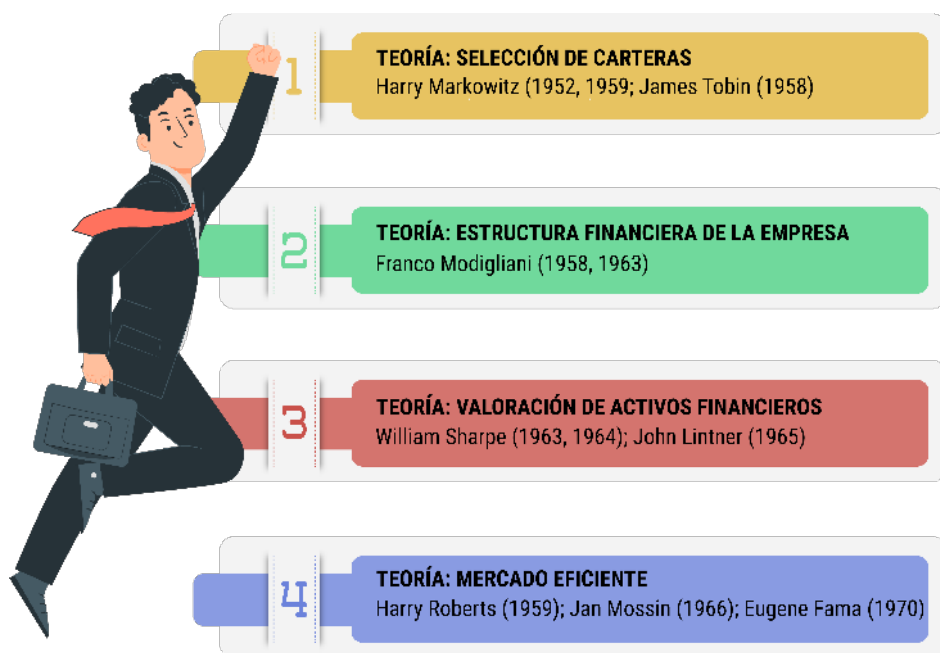 1
TEORÍA: SELECCIÓN DE CARTERAS
Harry Markowitz (1952, 1959; James Tobin (1958)
2
TEORÍA: ESTRUCTURA FINANCIERA DE LA EMPRESA
Franco Modigliani (1958, 1963)
3
TEORÍA: VALORACIÓN DE ACTIVOS FINANCIEROS
William Sharpe (1963, 1964); John Lintner (1965)
4
TEORÍA: MERCADO EFICIENTE
Harry Roberts (1959); Jan Mossin (1966); Eugene Fama (1970)